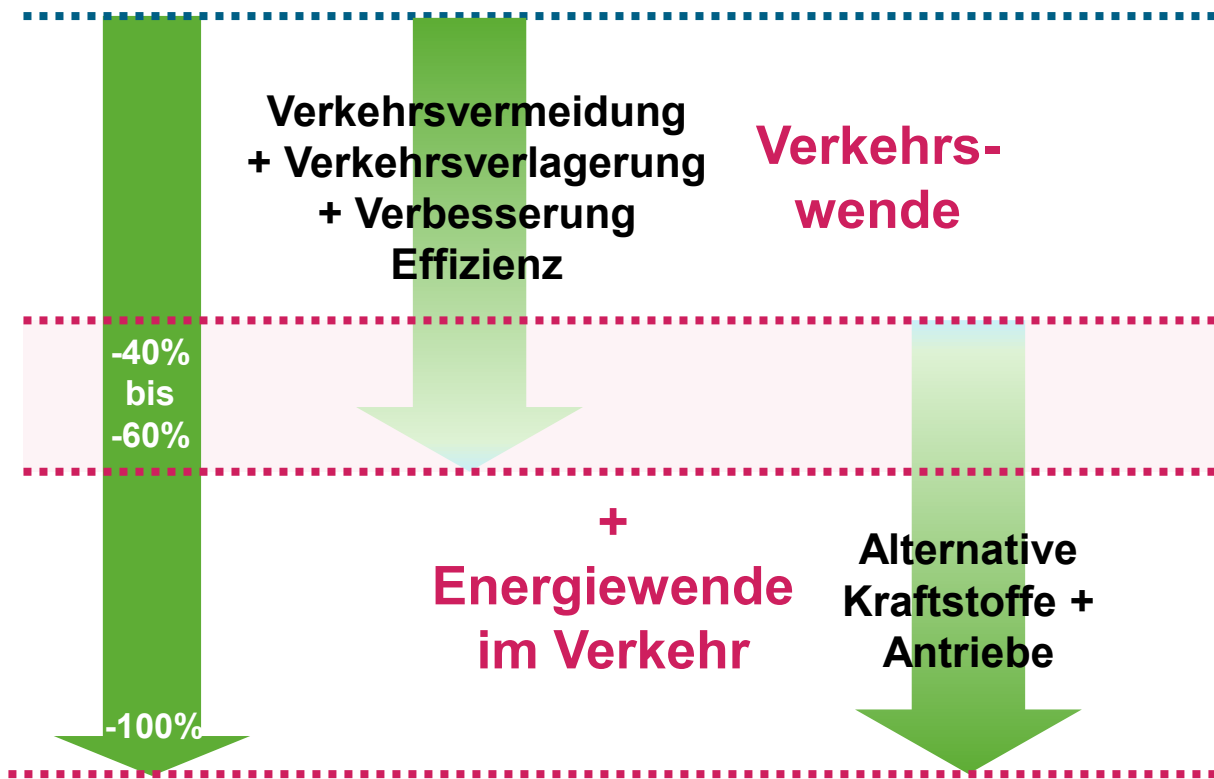 Verkehrsvermeidung
+ Verkehrsverlagerung
+ Verbesserung
Effizienz
Verkehrs-
wende
-40%
bis
-60%
+
Energiewende
im Verkehr
Alternative
Kraftstoffe +
Antriebe
-100%